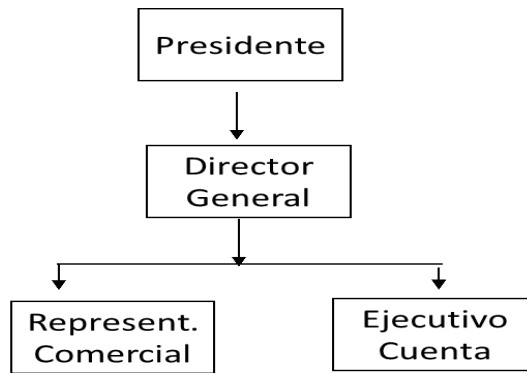 Presidente
Director
General
Represent.
Comercial
Ejecutivo
Cuenta